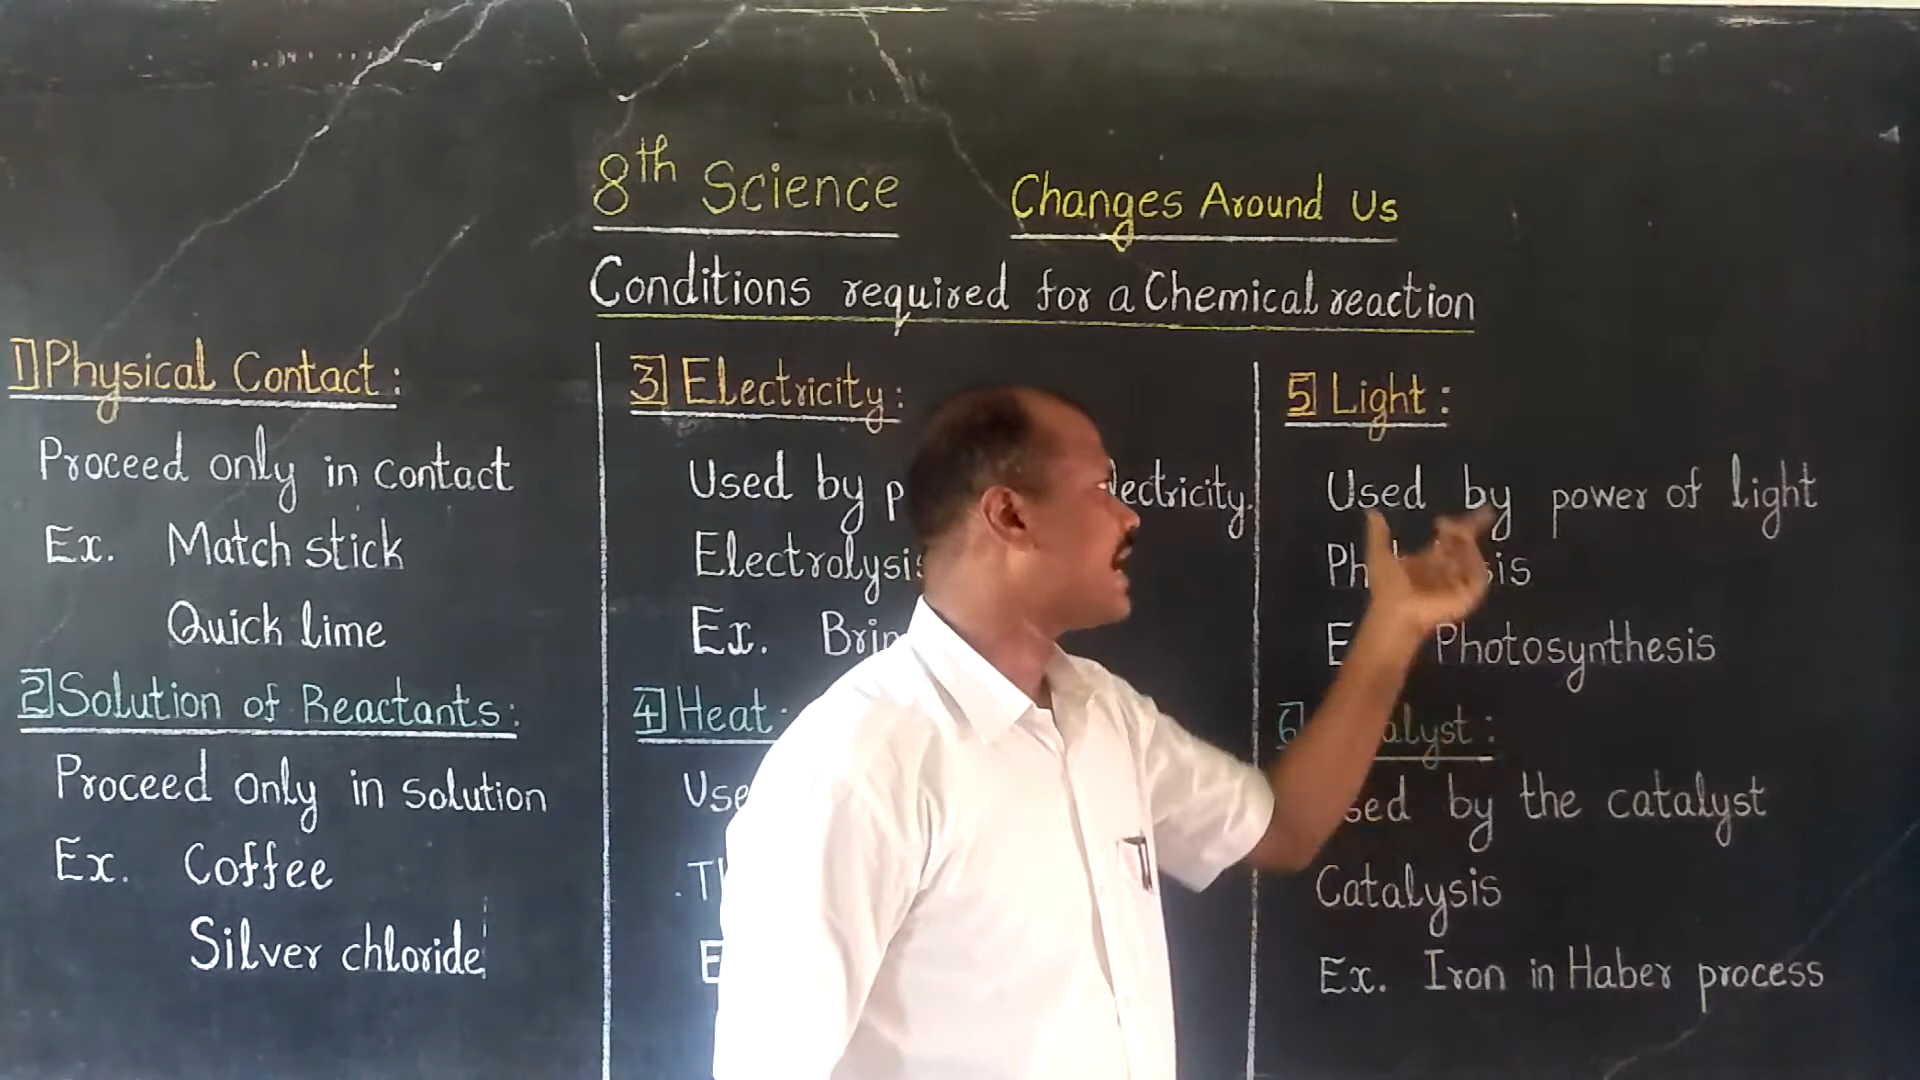 8th Science Changes Around Us
Conditions required for a Chemical reaction
1] Physical Contact :
Proceed only in contact
Ex. Match stick
Quick lime
2] Solution of Reactants :
Proceed only in solution
Ex. Coffee
Silver chloride
3] Electricity :
Used by
Ex.
4] Heat :
5] Light :
Used by power of light
Photosynthesis
6]
by the catalyst
Catalysis
Ex. Iron in Haber process